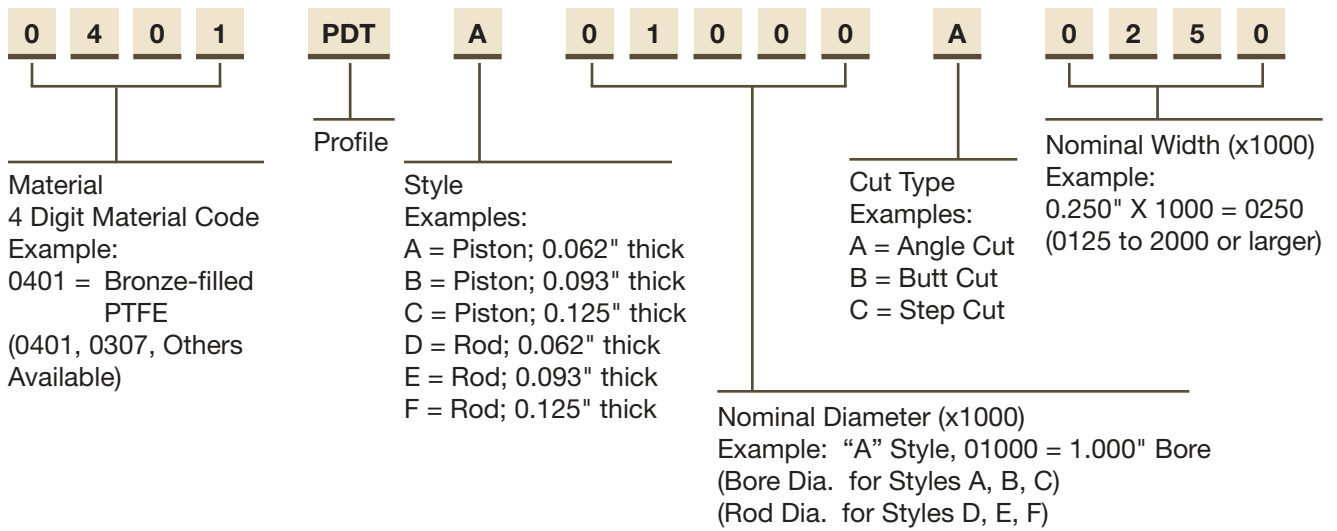 0 4 0 1 PDT A 0 1 0 0 0 A 0 2 5 0
Profile
Material
4 Digit Material Code
Example:
0401 = Bronze-filled
PTFE
(0401, 0307, Others
Available)
Style
Examples:
A = Piston; 0.062" thick
B = Piston; 0.093" thick
C = Piston; 0.125" thick
D = Rod; 0.062" thick
E = Rod; 0.093" thick
F = Rod; 0.125" thick
Nominal Diameter (x1000)
Example: “A” Style, 01000 = 1.000" Bore
(Bore Dia. for Styles A, B, C)
(Rod Dia. for Styles D, E, F)
Cut Type
Examples:
A = Angle Cut
B = Butt Cut
C = Step Cut
Nominal Width (x1000)
Example:
0.250" X 1000 = 0250
(0125 to 2000 or larger)